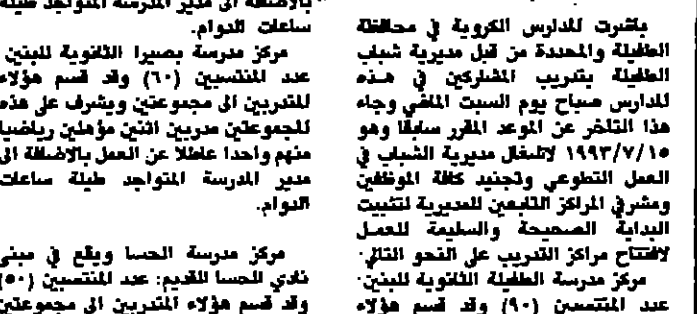 باشرت المدارس الكروية في محافظة
الطفيلة والمحددة من قبل مديرية شباب
الطفيلة بتدريب المشاركين في هذه
المدارس صباح يوم السبت الماضي وجاء
هذا التاخر عن الموعد المقرر سابقا وهو
١٩٩٣/٧/١٥ لانشغال مديرية الشباب في
العمل التطوعي وتجنيد كافة الموظفين
ومشرفي المراكز التابعين للمديرية لتثبيت
البداية الصحيحة والسليمة للعمل
لافتتاح مراكز التدريب على النحو التالي·
مركز مدرسة الطفيلة الثانوية للبنين·
عدد المنتسبين (٩٠) وقد قسم هؤلاء
بالاضافة الى مدير المدرسة المتواجد طيلة
ساعات الدوام.
مركز مدرسة بصيرا الثانوية للبنين
عدد المنتسبين (٦٠) وقد قسم هؤلاء
المتدربين الى مجموعتين ويشرف على هذه
المجموعتين مدربين اثنين مؤهلين رياضيا
منهم واحدا عاطلا عن العمل بالاضافة الى
مدير المدرسة المتواجد طيلة ساعات
الدوام.
مركز مدرسة الحسا ويقع في مبنى
نادي الحسا القديم: عدد المنتسبين (٥٠)
وقد قسم هؤلاء المتدربين الى مجموعتين